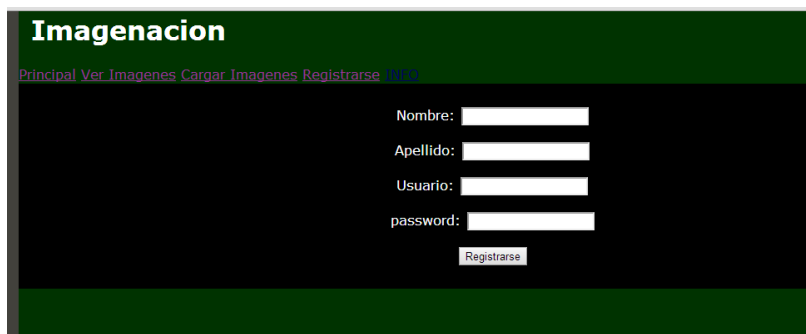 Imagenacion
Principal Ver Imagenes Cargar Imagenes Registrarse INFO
Nombre:
Apellido:
Usuario:
password:
Registrarse